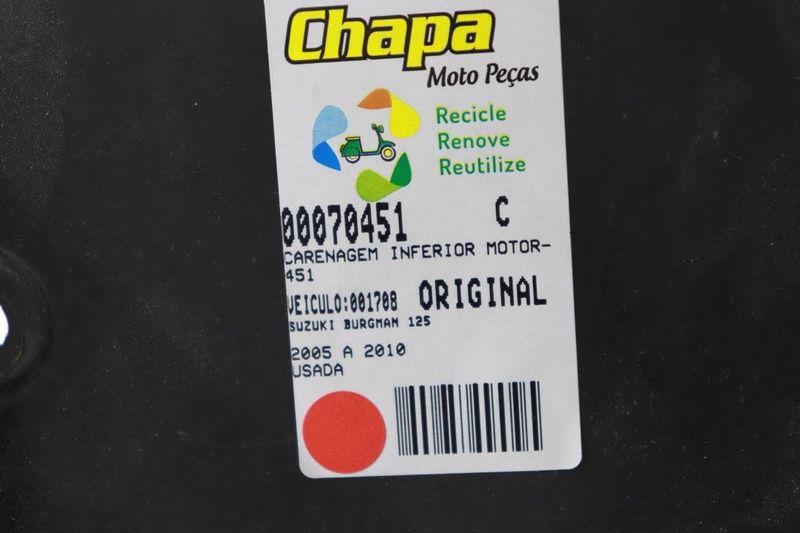 Chapa
Moto Peças
Recicle
Renove
Reutilize
00070451 C
CARENAGEM INFERIOR MOTOR-
451
VEICULO:001708 ORIGINAL
SUZUKI BURGMAN 125
2005 A 2010
USADA